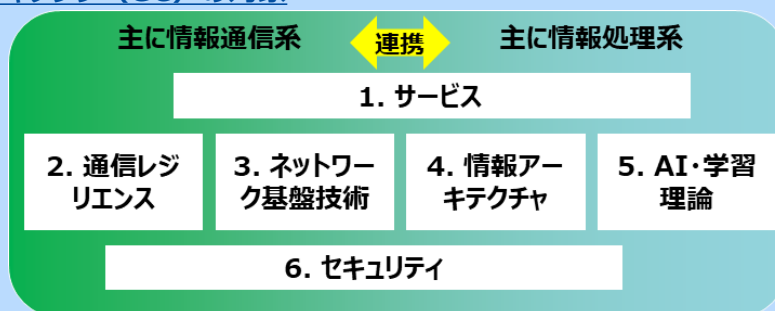 主に情報通信系 連携 主に情報処理系
1. サービス
2. 通信レジ
リエンス
3. ネットワー
ク基盤技術
4. 情報アー
キテクチャ
5. AI・学習
理論
6. セキュリティ